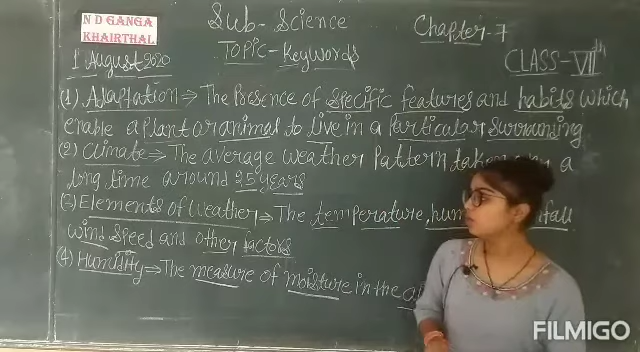 N D GANGA
KHAIRTHAL
Sub- Science
Chapter-7
1 August 2020
TOPIC - Keywords
CLASS-VIIth
(1) Adaptation ⇒ The Presence of specific features and habits which
enable a plant or animal to live in a Particular surrounding
2) Climate ⇒ The average weather Pattern taken a
long time around 25 years
(3) Elements of weather ⇒ The temperature,
wind speed and other factors
(4) Humidity ⇒ The measure of moisture in the
FILMIGO